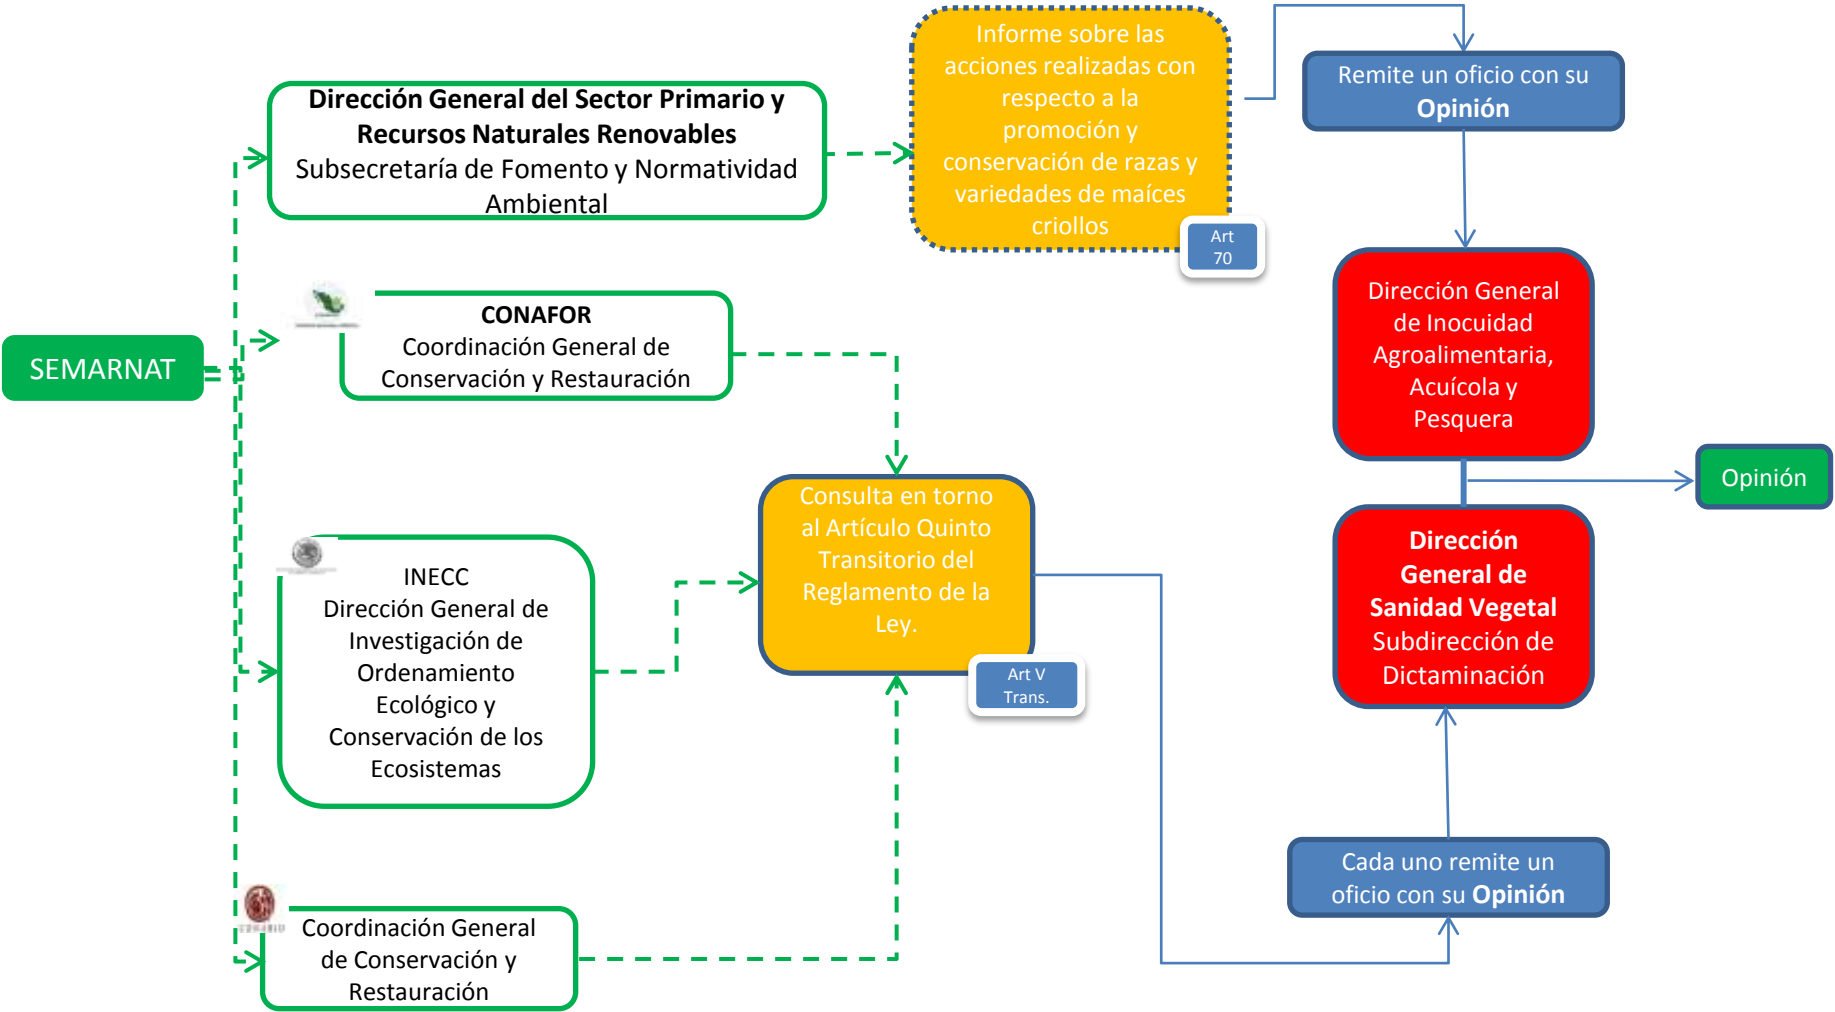 Informe sobre las
acciones realizadas con
respecto a la
promoción y
conservación de razas y
variedades de maíces
criollos
Art
70
Remite un oficio con su
Opinión
Dirección General del Sector Primario y
Recursos Naturales Renovables
Subsecretaría de Fomento y Normatividad
Ambiental
SEMARNAT
CONAFOR
Coordinación General de
Conservación y Restauración
Dirección General
de Inocuidad
Agroalimentaria,
Acuícola y
Pesquera
Opinión
Consulta en torno
al Artículo Quinto
Transitorio del
Reglamento de la
Ley.
Art V
Trans.
Dirección
General de
Sanidad Vegetal
Subdirección de
Dictaminación
INECC
Dirección General de
Investigación de
Ordenamiento
Ecológico y
Conservación de los
Ecosistemas
Cada uno remite un
oficio con su Opinión
Coordinación General
de Conservación y
Restauración